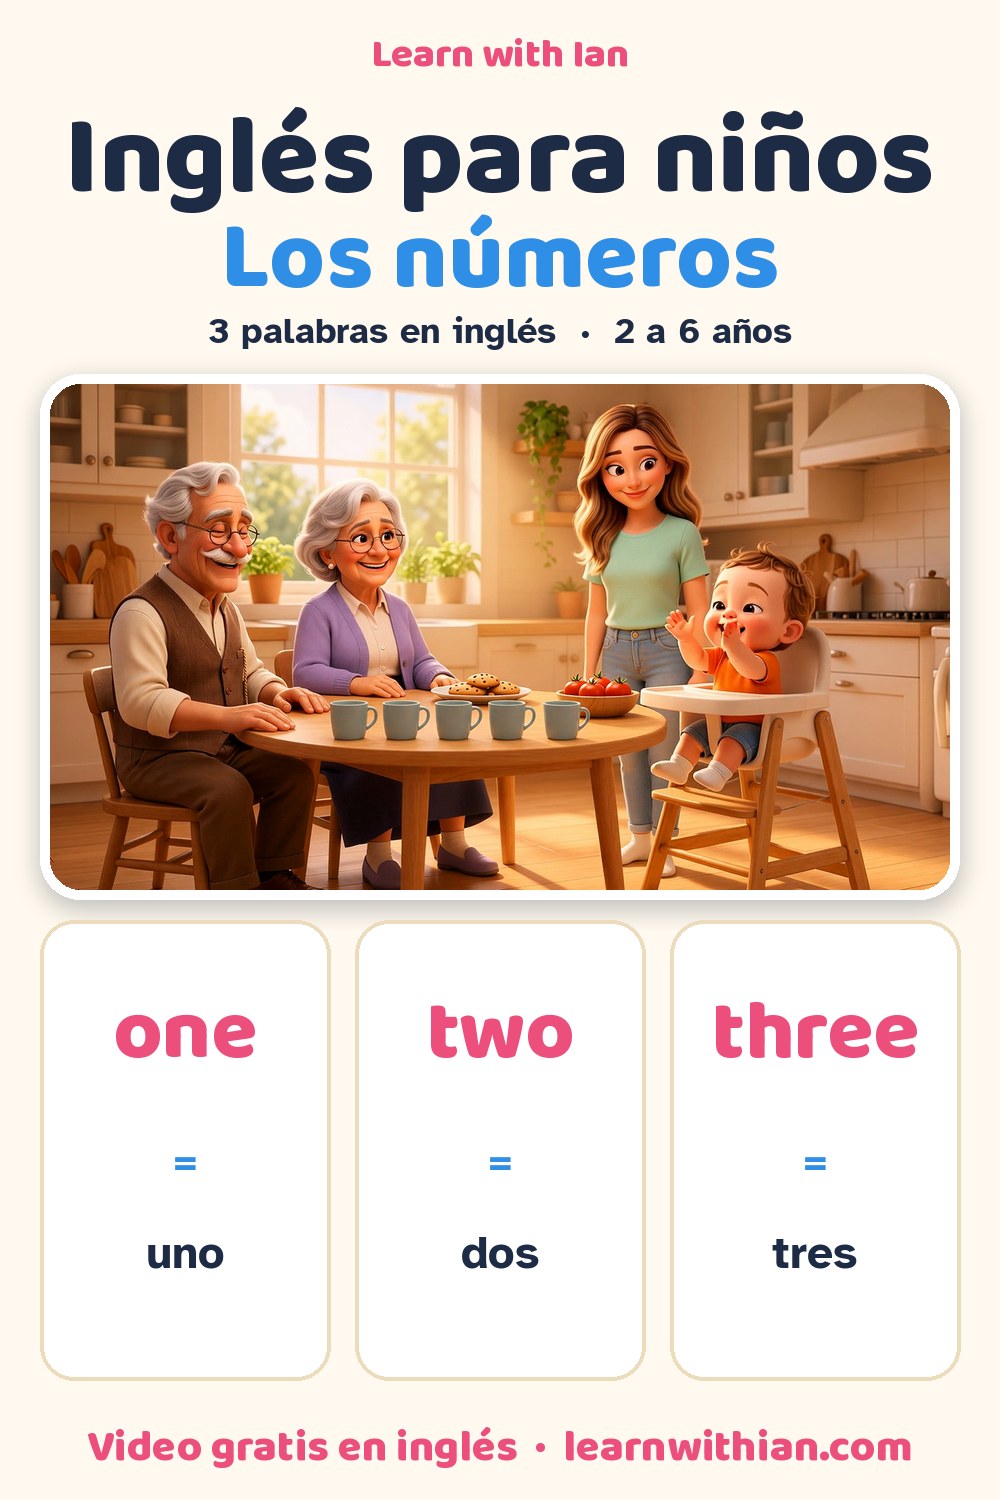 Learn with Ian
Inglés para niños
Los números
3 palabras en inglés · 2 a 6 años
one
=
uno
two
=
dos
three
=
tres
Video gratis en inglés · learnwithian.com